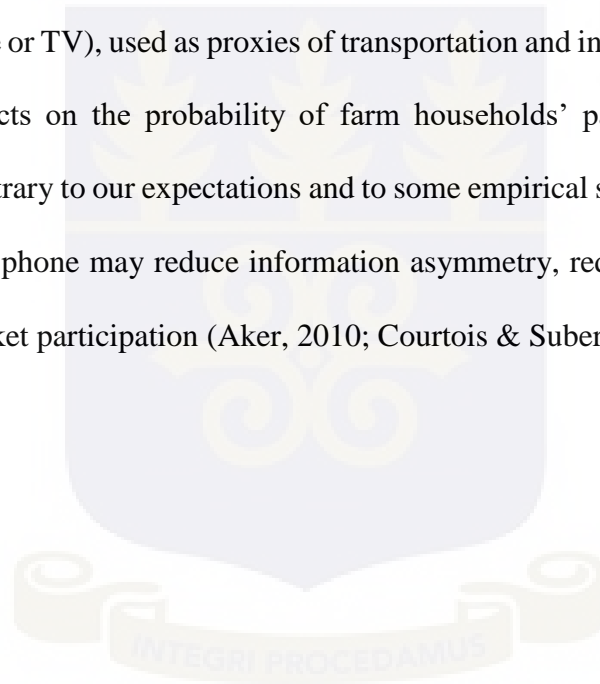 or TV), used as proxies of transportation and in
cts on the probability of farm households’ p
trary to our expectations and to some empirical s
phone may reduce information asymmetry, red
ket participation (Aker, 2010; Courtois & Suber
INTEGRI PROCEDAMUS